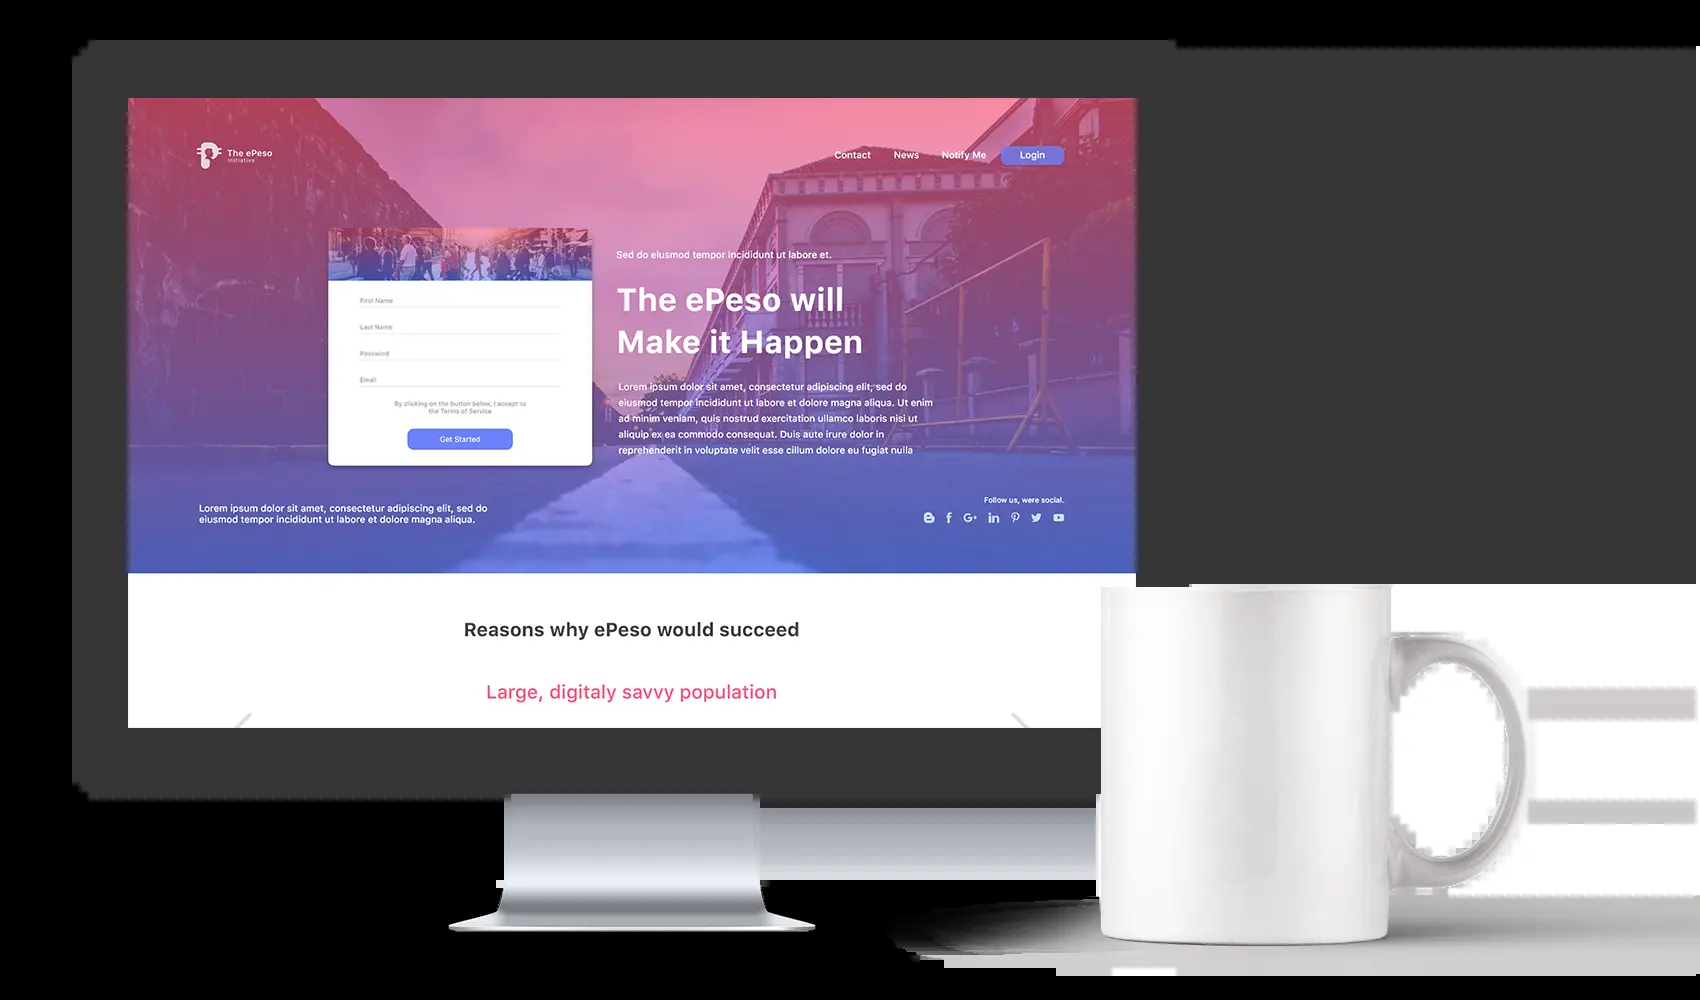 The ePeso
Initiative
Contact
News
Notify Me
Login
First Name
Last Name
Password
Email
By clicking on the button below, I accept to
the Terms of Service
Get Started
Sed do eiusmod tempor incididunt ut labore et.
The ePeso will
Make it Happen
Lorem ipsum dolor sit amet, consectetur adipiscing elit, sed do
eiusmod tempor incididunt ut labore et dolore magna aliqua. Ut enim
ad minim veniam, quis nostrud exercitation ullamco laboris nisi ut
aliquip ex ea commodo consequat. Duis aute irure dolor in
reprehenderit in voluptate velit esse cillum dolore eu fugiat nulla
Lorem ipsum dolor sit amet, consectetur adipiscing elit, sed do
eiusmod tempor incididunt ut labore et dolore magna aliqua.
Follow us, were social.
Reasons why ePeso would succeed
Large, digitaly savvy population